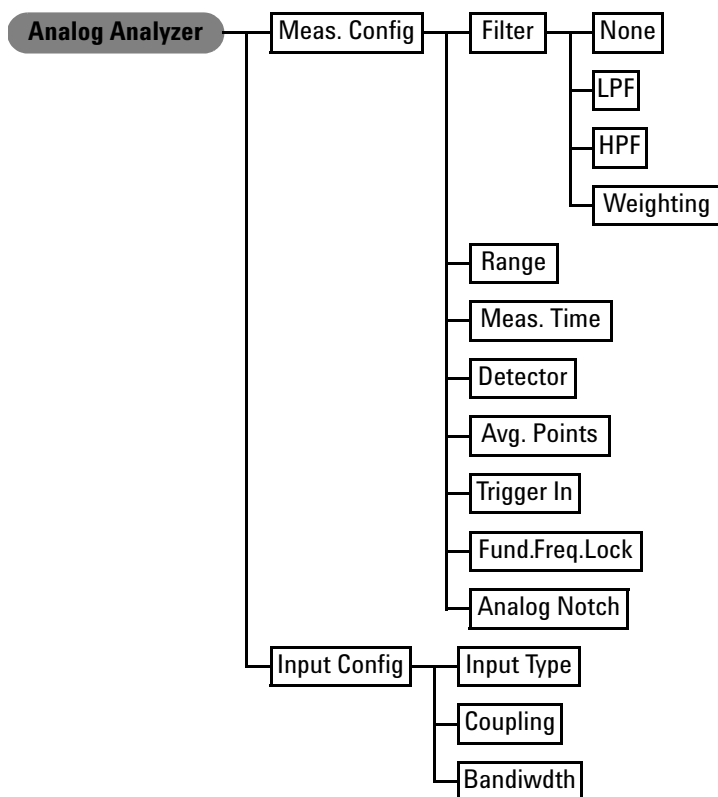 Analog Analyzer
Meas. Config
Filter
None
LPF
HPF
Weighting
Range
Meas. Time
Detector
Avg. Points
Trigger In
Fund.Freq.Lock
Analog Notch
Input Config
Input Type
Coupling
Bandiwdth